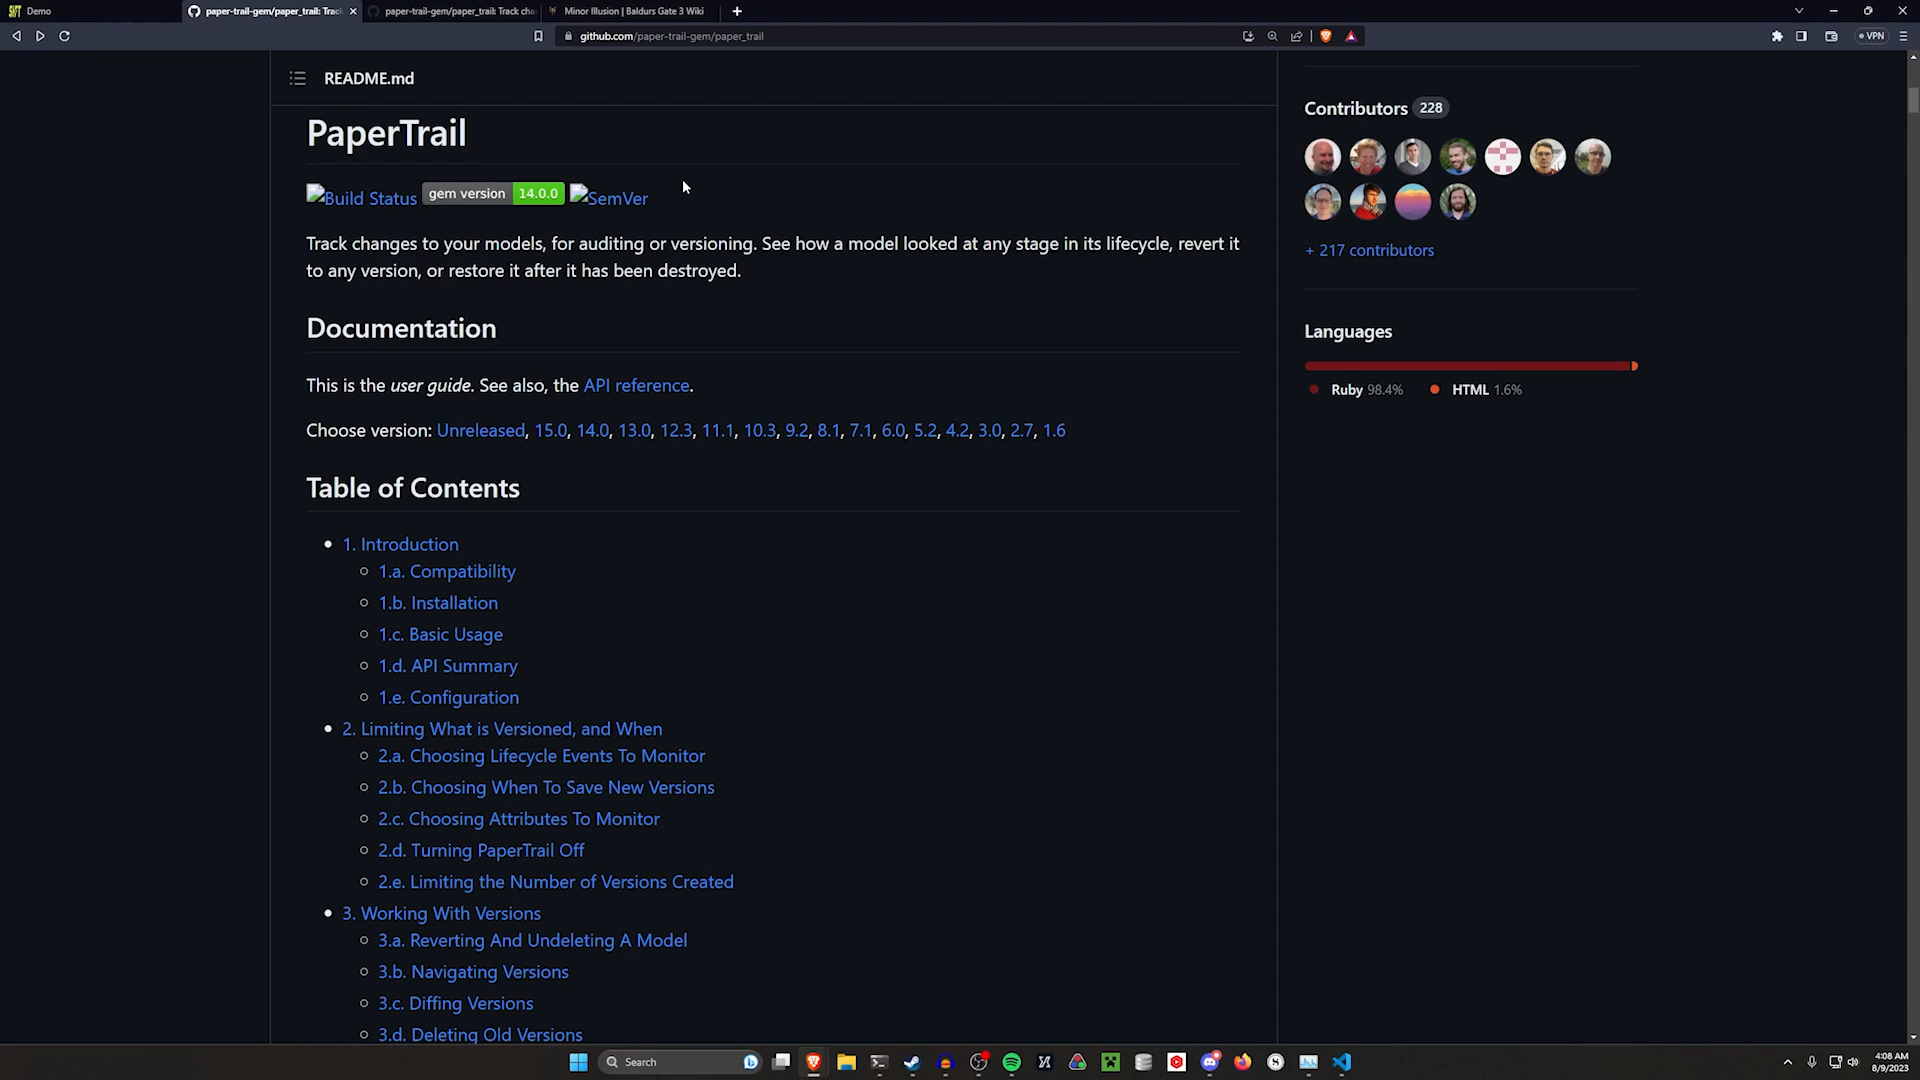 Demo
paper-trail-gem/paper_trail: Trac
paper-trail-gem/paper_trail: Track cha
Minor Illusion | Baldurs Gate 3 Wiki
github.com/paper-trail-gem/paper_trail
VPN
README.md
PaperTrail
Build Status gem version 14.0.0 SemVer
Track changes to your models, for auditing or versioning. See how a model looked at any stage in its lifecycle, revert it
to any version, or restore it after it has been destroyed.
Documentation
This is the user guide. See also, the API reference.
Choose version: Unreleased, 15.0, 14.0, 13.0, 12.3, 11.1, 10.3, 9.2, 8.1, 7.1, 6.0, 5.2, 4.2, 3.0, 2.7, 1.6
Table of Contents
1. Introduction
1.a. Compatibility
1.b. Installation
1.c. Basic Usage
1.d. API Summary
1.e. Configuration
2. Limiting What is Versioned, and When
2.a. Choosing Lifecycle Events To Monitor
2.b. Choosing When To Save New Versions
2.c. Choosing Attributes To Monitor
2.d. Turning PaperTrail Off
2.e. Limiting the Number of Versions Created
3. Working With Versions
3.a. Reverting And Undeleting A Model
3.b. Navigating Versions
3.c. Diffing Versions
3.d. Deleting Old Versions
Contributors 228
+ 217 contributors
Languages
Ruby 98.4% HTML 1.6%
Search
4:08 AM
8/9/2023